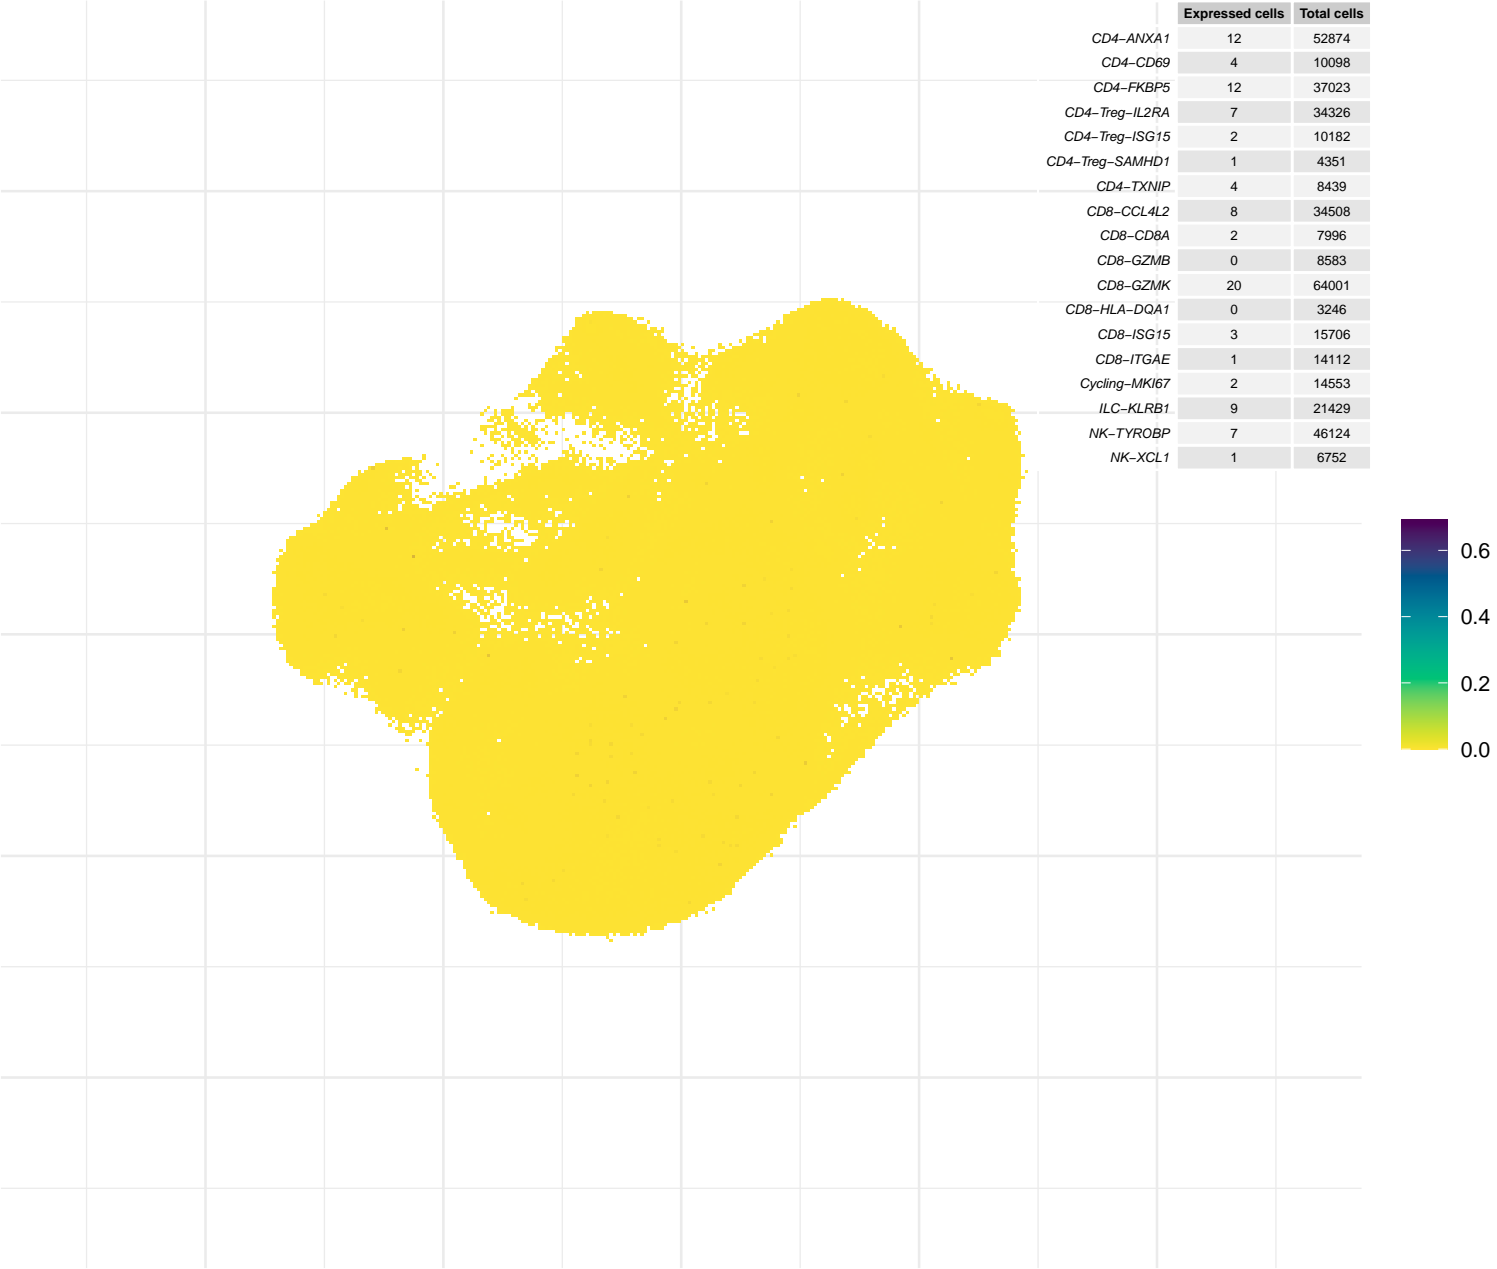 Expressed cells Total cells
CD4−ANXA1 12 52874
CD4−CD69 4 10098
CD4−FKBP5 12 37023
CD4−Treg−IL2RA 7 34326
CD4−Treg−ISG15 2 10182
CD4−Treg−SAMHD1 1 4351
CD4−TXNIP 4 8439
CD8−CCL4L2 8 34508
CD8−CD8A 2 7996
CD8−GZMB 0 8583
CD8−GZMK 20 64001
CD8−HLA−DQA1 0 3246
CD8−ISG15 3 15706
CD8−ITGAE 1 14112
Cycling−MKI67 2 14553
ILC−KLRB1 9 21429
NK−TYROBP 7 46124
NK−XCL1 1 6752
0.6
0.4
0.2
0.0